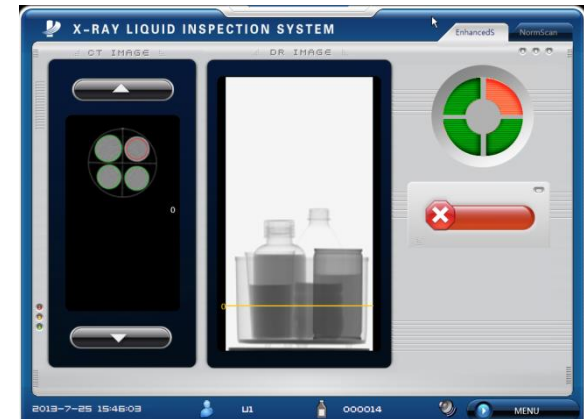 X-RAY LIQUID INSPECTION SYSTEM
EnhancedS
NormScan
CT IMAGE
DR IMAGE
0
0
2013-7-25 15:46:03
U1
000014
MENU